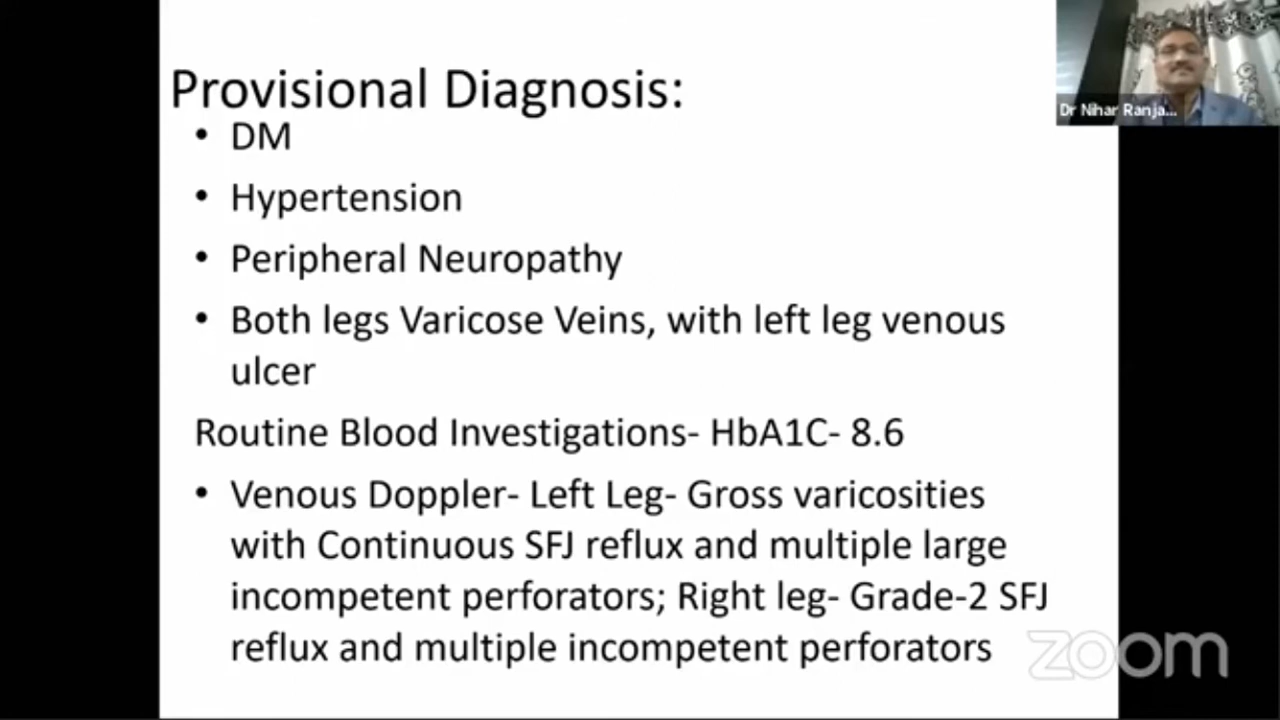 Provisional Diagnosis:
• DM
• Hypertension
• Peripheral Neuropathy
• Both legs Varicose Veins, with left leg venous
ulcer
Routine Blood Investigations- HbA1C- 8.6
• Venous Doppler- Left Leg- Gross varicosities
with Continuous SFJ reflux and multiple large
incompetent perforators; Right leg- Grade-2 SFJ
reflux and multiple incompetent perforators
Dr Nihar Ranja...
zoom